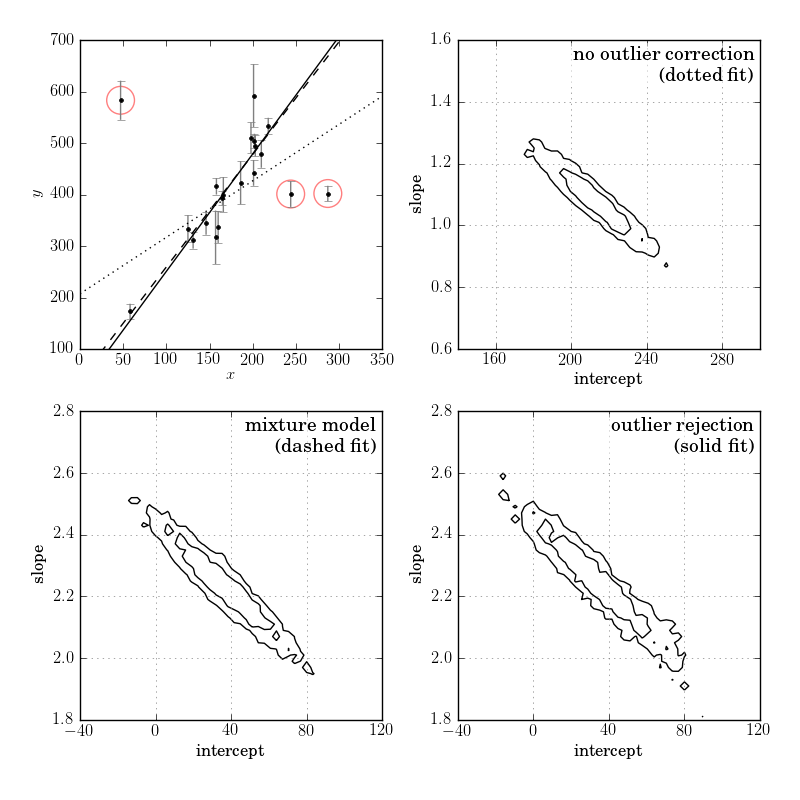 700
600
500
400
300
200
100
y
0 50 100 150 200 250 300 350
x
no outlier correction
(dotted fit)
1.6
1.4
1.2
1.0
0.8
0.6
slope
160 200 240 280
intercept
mixture model
(dashed fit)
2.8
2.6
2.4
2.2
2.0
1.8
slope
−40 0 40 80 120
intercept
outlier rejection
(solid fit)
2.8
2.6
2.4
2.2
2.0
1.8
slope
−40 0 40 80 120
intercept